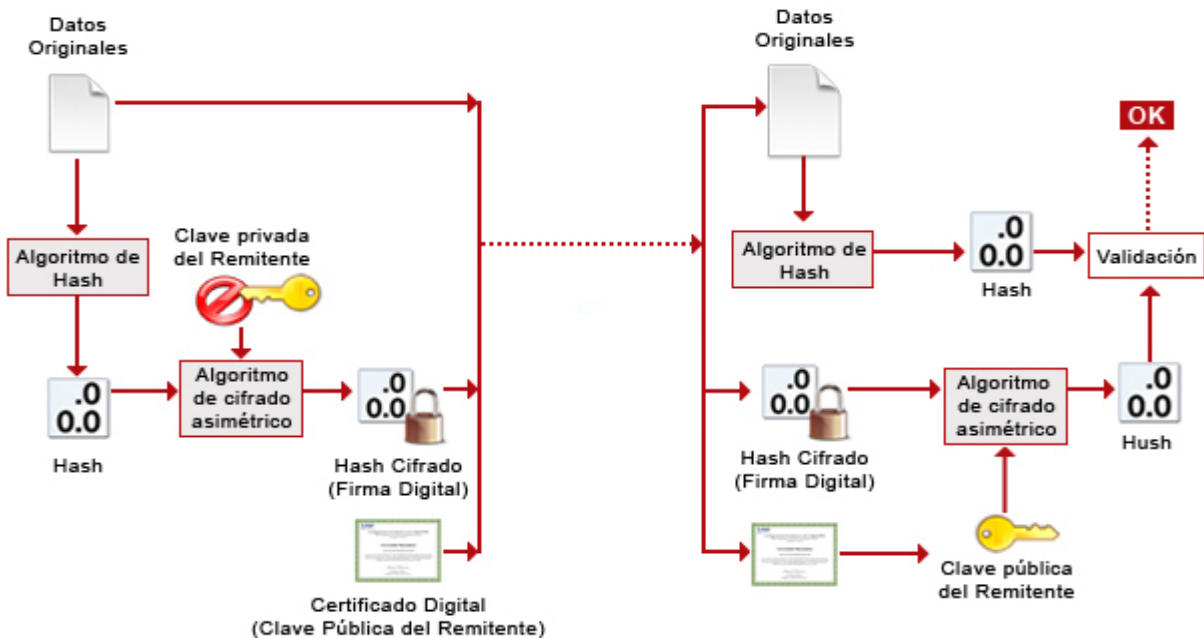 Datos
Originales
Algoritmo de
Hash
Clave privada
del Remitente
.0
0.0
Hash
Algoritmo
de cifrado
asimétrico
.0
0.0
Hash Cifrado
(Firma Digital)
Certificado Digital
(Clave Pública del Remitente)
Datos
Originales
Algoritmo de
Hash
.0
0.0
Hash
Validación
OK
.0
0.0
Hash Cifrado
(Firma Digital)
Algoritmo
de cifrado
asimétrico
.0
0.0
Hush
Clave pública
del Remitente